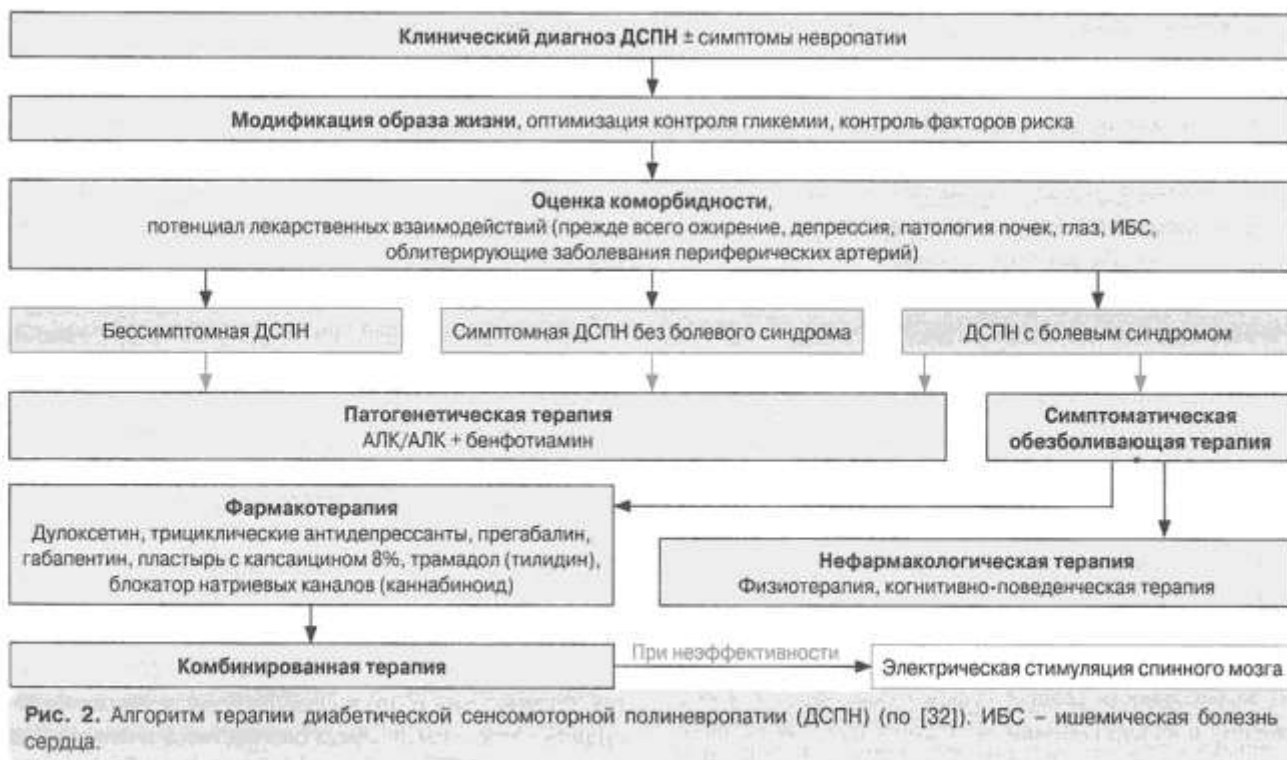 Клинический диагноз ДСПН ± симптомы невропатии
Модификация образа жизни, оптимизация контроля гликемии, контроль факторов риска
Оценка коморбидности,
потенциал лекарственных взаимодействий (прежде всего ожирение, депрессия, патология почек, глаз, ИБС,
облитерирующие заболевания периферических артерий)
Бессимптомная ДСПН
Симптомная ДСПН без болевого синдрома
ДСПН с болевым синдромом
Патогенетическая терапия
АЛК/АЛК + бенфотиамин
Симптоматическая
обезболивающая терапия
Фармакотерапия
Дулоксетин, трициклические антидепрессанты, прегабалин,
габапентин, пластырь с капсаицином 8%, трамадол (тилидин),
блокатор натриевых каналов (каннабиноид)
Нефармакологическая терапия
Физиотерапия, когнитивно-поведенческая терапия
Комбинированная терапия
При неэффективности
Электрическая стимуляция спинного мозга
Рис. 2. Алгоритм терапии диабетической сенсомоторной полиневропатии (ДСПН) (по [32]). ИБС – ишемическая болезнь
сердца.